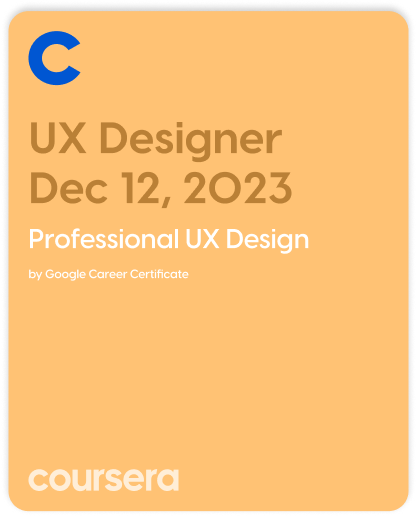 C
UX Designer
Dec 12, 2023
Professional UX Design
by Google Career Certificate
coursera